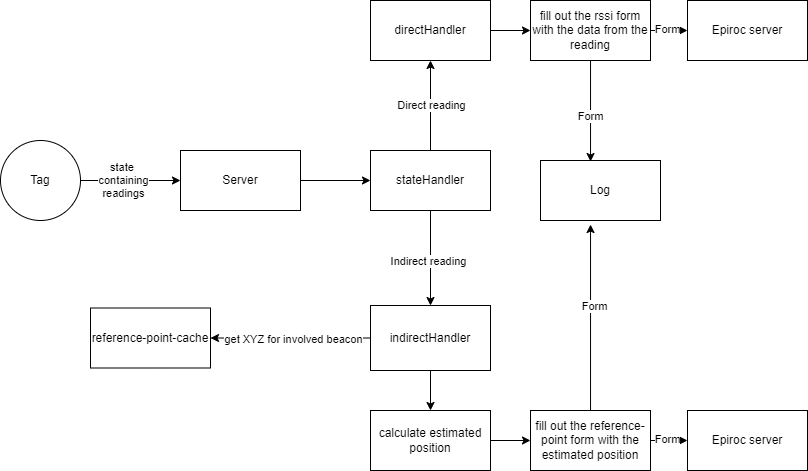 directHandler
fill out the rssi form
with the data from the
reading
Form
Epiroc server
Direct reading
Form
Tag
state
containing
readings
Server
stateHandler
Log
Indirect reading
Form
reference-point-cache
get XYZ for involved beacon
indirectHandler
calculate estimated
position
fill out the reference-
point form with the
estimated position
Form
Epiroc server